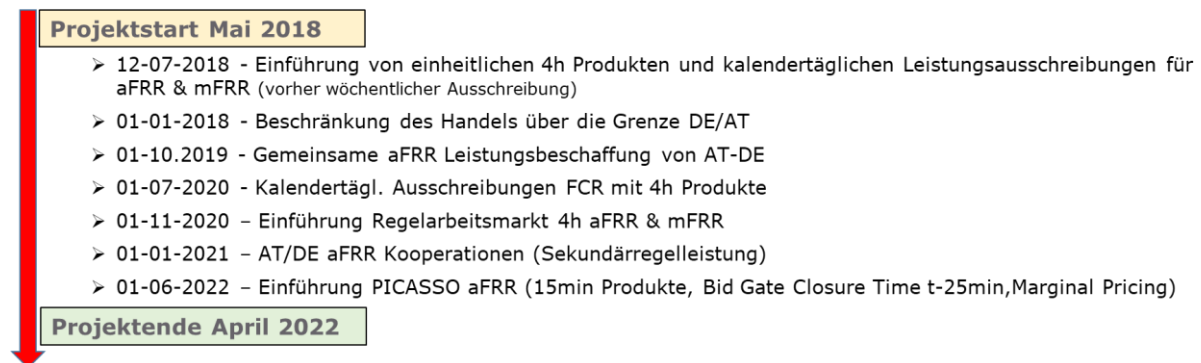 Projektstart Mai 2018
➢ 12-07-2018 - Einführung von einheitlichen 4h Produkten und kalendertäglichen Leistungsausschreibungen für
aFRR & mFRR (vorher wöchentlicher Ausschreibung)
➢ 01-01-2018 - Beschränkung des Handels über die Grenze DE/AT
➢ 01-10.2019 - Gemeinsame aFRR Leistungsbeschaffung von AT-DE
➢ 01-07-2020 - Kalendertägl. Ausschreibungen FCR mit 4h Produkte
➢ 01-11-2020 – Einführung Regelarbeitsmarkt 4h aFRR & mFRR
➢ 01-01-2021 – AT/DE aFRR Kooperationen (Sekundärregelleistung)
➢ 01-06-2022 – Einführung PICASSO aFRR (15min Produkte, Bid Gate Closure Time t-25min,Marginal Pricing)
Projektende April 2022